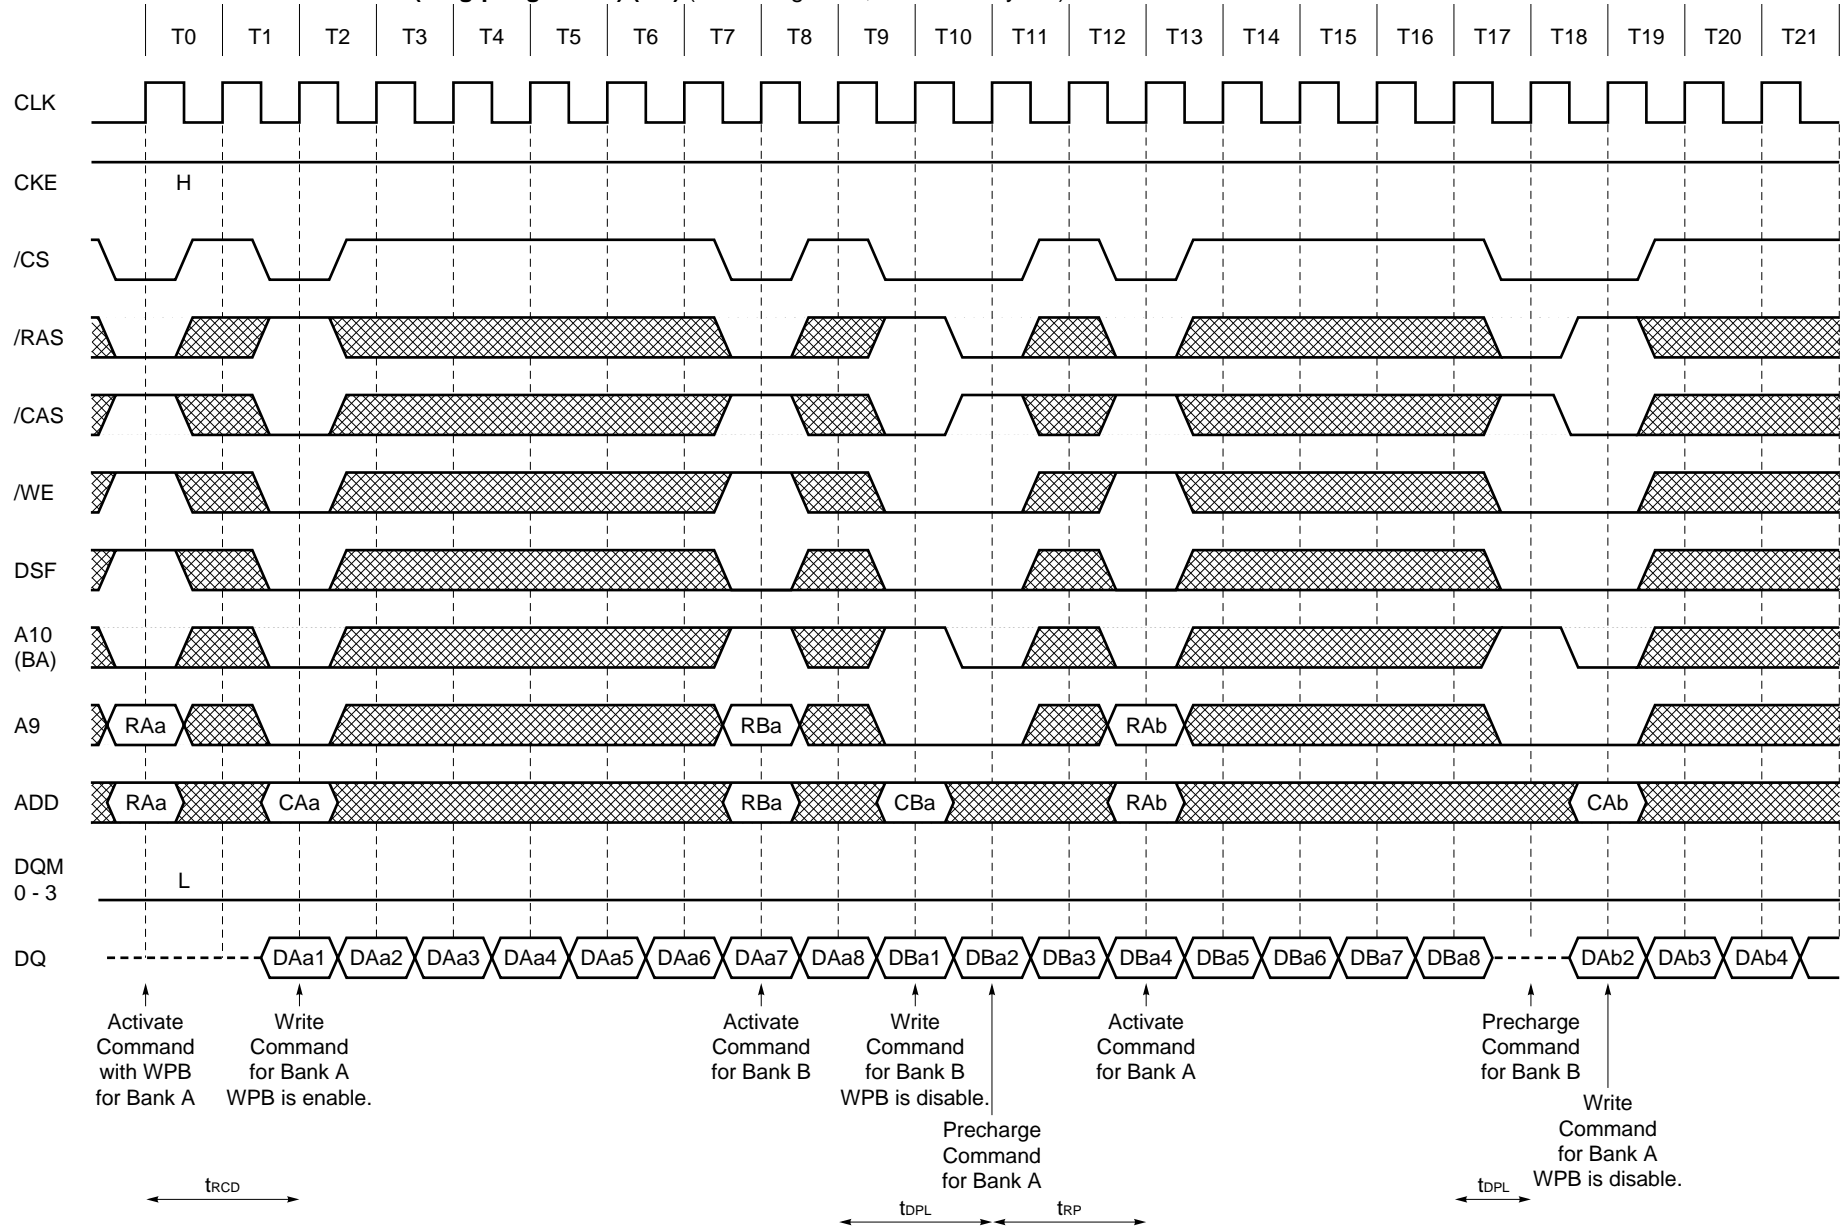 T0 T1 T2 T3 T4 T5 T6 T7 T8 T9 T10 T11 T12 T13 T14 T15 T16 T17 T18 T19 T20 T21
CLK
CKE
H
/CS
/RAS
/CAS
/WE
DSF
A10
(BA)
A9
RAa RBa RAb
ADD
RAa CAa RBa CBa RAb CAb
DQM
0 - 3
L
DQ
DAa1 DAa2 DAa3 DAa4 DAa5 DAa6 DAa7 DAa8 DBa1 DBa2 DBa3 DBa4 DBa5 DBa6 DBa7 DBa8 DAb2 DAb3 DAb4
Activate
Command
with WPB
for Bank A
Write
Command
for Bank A
WPB is enable.
Activate
Command
for Bank B
Write
Command
for Bank B
WPB is disable.
Precharge
Command
for Bank A
Activate
Command
for Bank A
Precharge
Command
for Bank B
Write
Command
for Bank A
WPB is disable.
tRCD
tDPL
tRP
tDPL